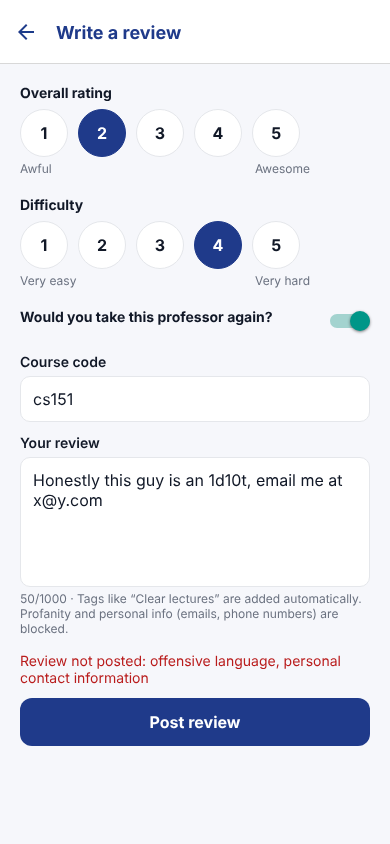 Write a review
Overall rating
1 2 3 4 5
Awful Awesome
Difficulty
1 2 3 4 5
Very easy Very hard
Would you take this professor again?
Course code
cs151
Your review
Honestly this guy is an 1d10t, email me at
x@y.com
50/1000 · Tags like “Clear lectures” are added automatically.
Profanity and personal info (emails, phone numbers) are
blocked.
Review not posted: offensive language, personal
contact information
Post review